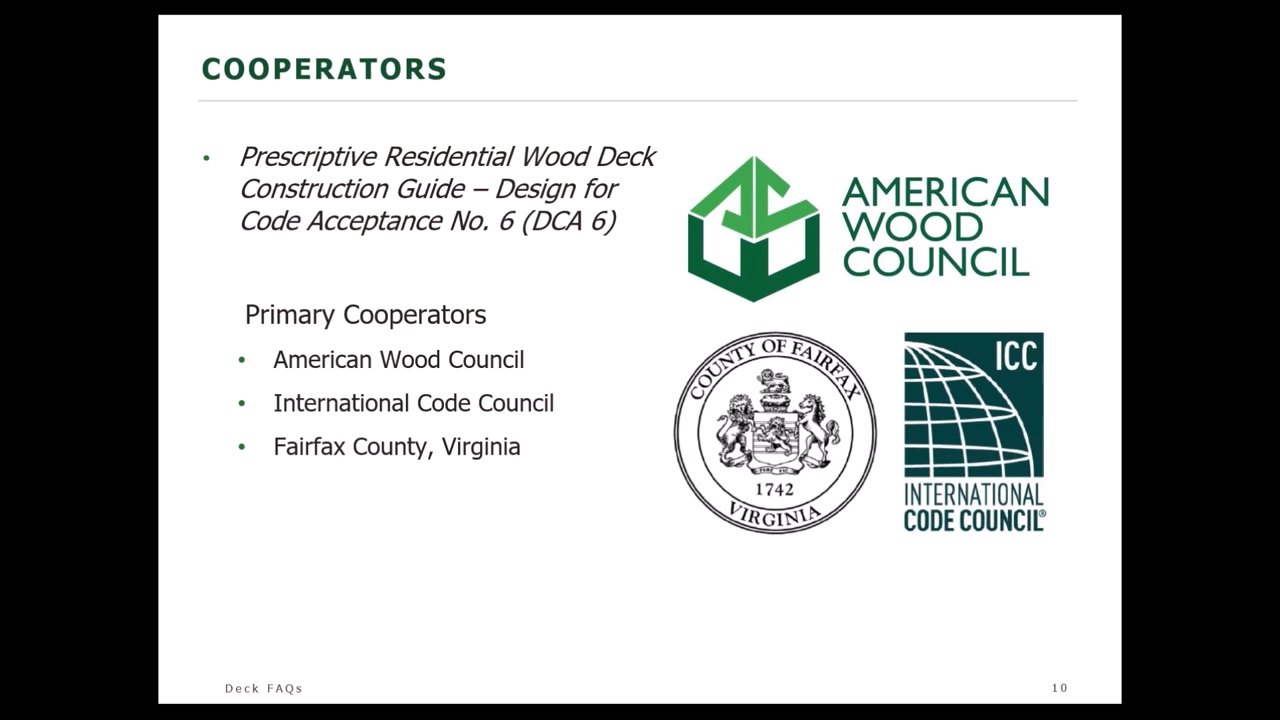 COOPERATORS
• Prescriptive Residential Wood Deck
Construction Guide – Design for
Code Acceptance No. 6 (DCA 6)
Primary Cooperators
• American Wood Council
• International Code Council
• Fairfax County, Virginia
AMERICAN
WOOD
COUNCIL
COUNTY OF FAIRFAX
1742
VIRGINIA
ICC
INTERNATIONAL
CODE COUNCIL®
Deck FAQs
10